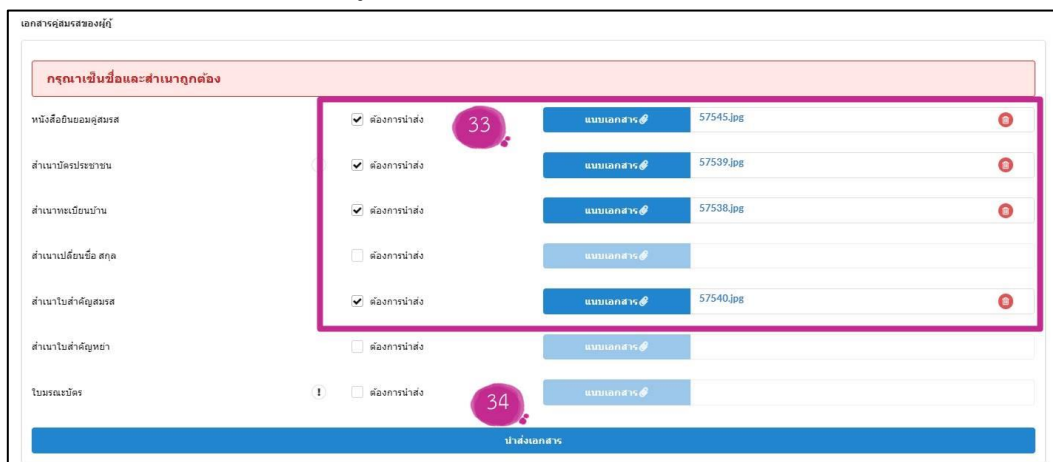 เอกสารคู่สมรสของผู้กู้
กรุณาเซ็นชื่อและสำเนาถูกต้อง
หนังสือยินยอมคู่สมรส ต้องการนำส่ง 33 แนบเอกสาร 57545.jpg
สำเนาบัตรประชาชน ต้องการนำส่ง แนบเอกสาร 57539.jpg
สำเนาทะเบียนบ้าน ต้องการนำส่ง แนบเอกสาร 57538.jpg
สำเนาเปลี่ยนชื่อ สกุล ต้องการนำส่ง แนบเอกสาร
สำเนาใบสำคัญสมรส ต้องการนำส่ง แนบเอกสาร 57540.jpg
สำเนาใบสำคัญหย่า ต้องการนำส่ง แนบเอกสาร
ใบมรณะบัตร ! ต้องการนำส่ง 34 แนบเอกสาร
นำส่งเอกสาร